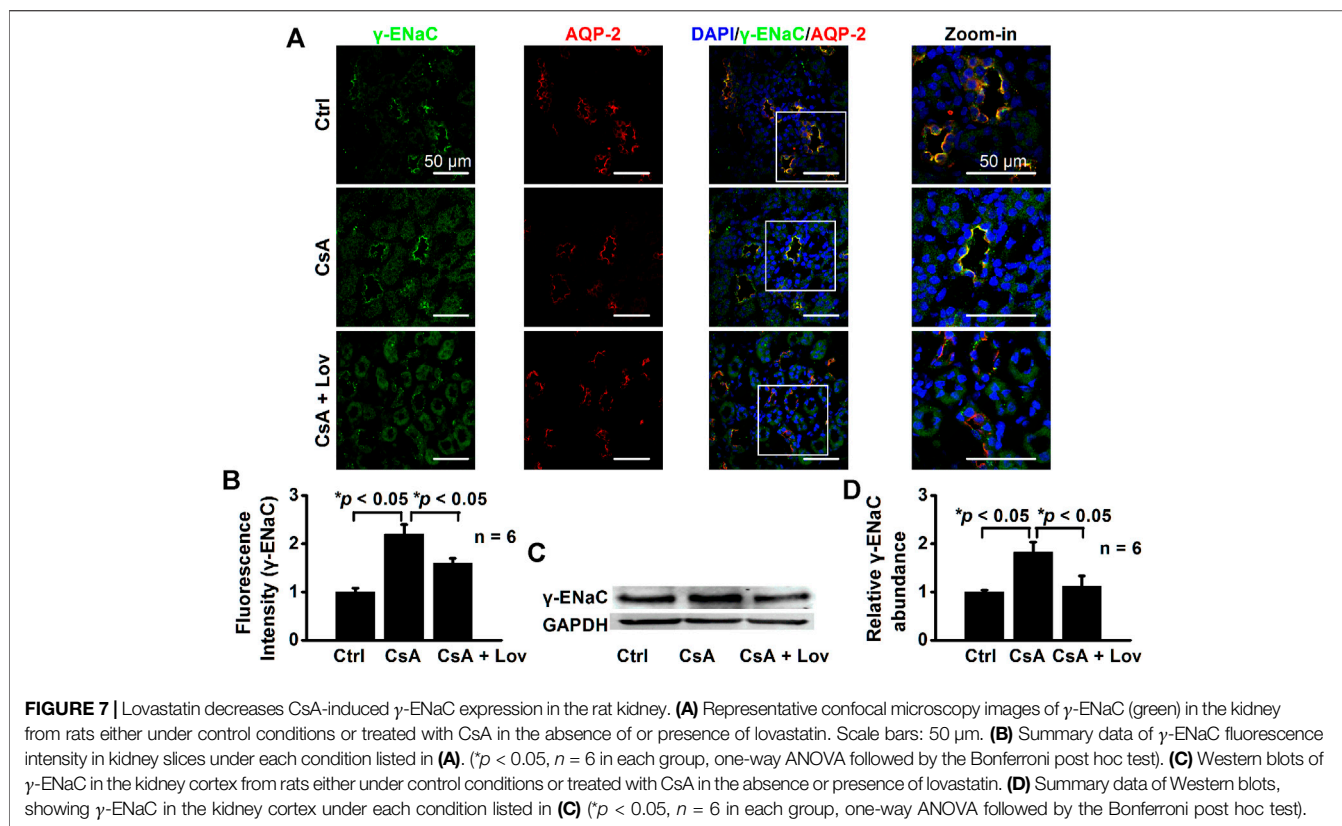 A
γ-ENaC
AQP-2
DAPI/γ-ENaC/AQP-2
Zoom-in
Ctrl
50 µm
50 µm
CsA
CsA + Lov
B
Fluorescence
Intensity (γ-ENaC)
3
2
1
0
*p < 0.05
*p < 0.05
n = 6
Ctrl
CsA
CsA + Lov
C
γ-ENaC
GAPDH
Ctrl
CsA
CsA + Lov
D
Relative γ-ENaC
abundance
3
2
1
0
*p < 0.05
*p < 0.05
n = 6
Ctrl
CsA
CsA + Lov
FIGURE 7 | Lovastatin decreases CsA-induced γ-ENaC expression in the rat kidney. (A) Representative confocal microscopy images of γ-ENaC (green) in the kidney
from rats either under control conditions or treated with CsA in the absence of or presence of lovastatin. Scale bars: 50 µm. (B) Summary data of γ-ENaC fluorescence
intensity in kidney slices under each condition listed in (A). (*p < 0.05, n = 6 in each group, one-way ANOVA followed by the Bonferroni post hoc test). (C) Western blots of
γ-ENaC in the kidney cortex from rats either under control conditions or treated with CsA in the absence or presence of lovastatin. (D) Summary data of Western blots,
showing γ-ENaC in the kidney cortex under each condition listed in (C) (*p < 0.05, n = 6 in each group, one-way ANOVA followed by the Bonferroni post hoc test).